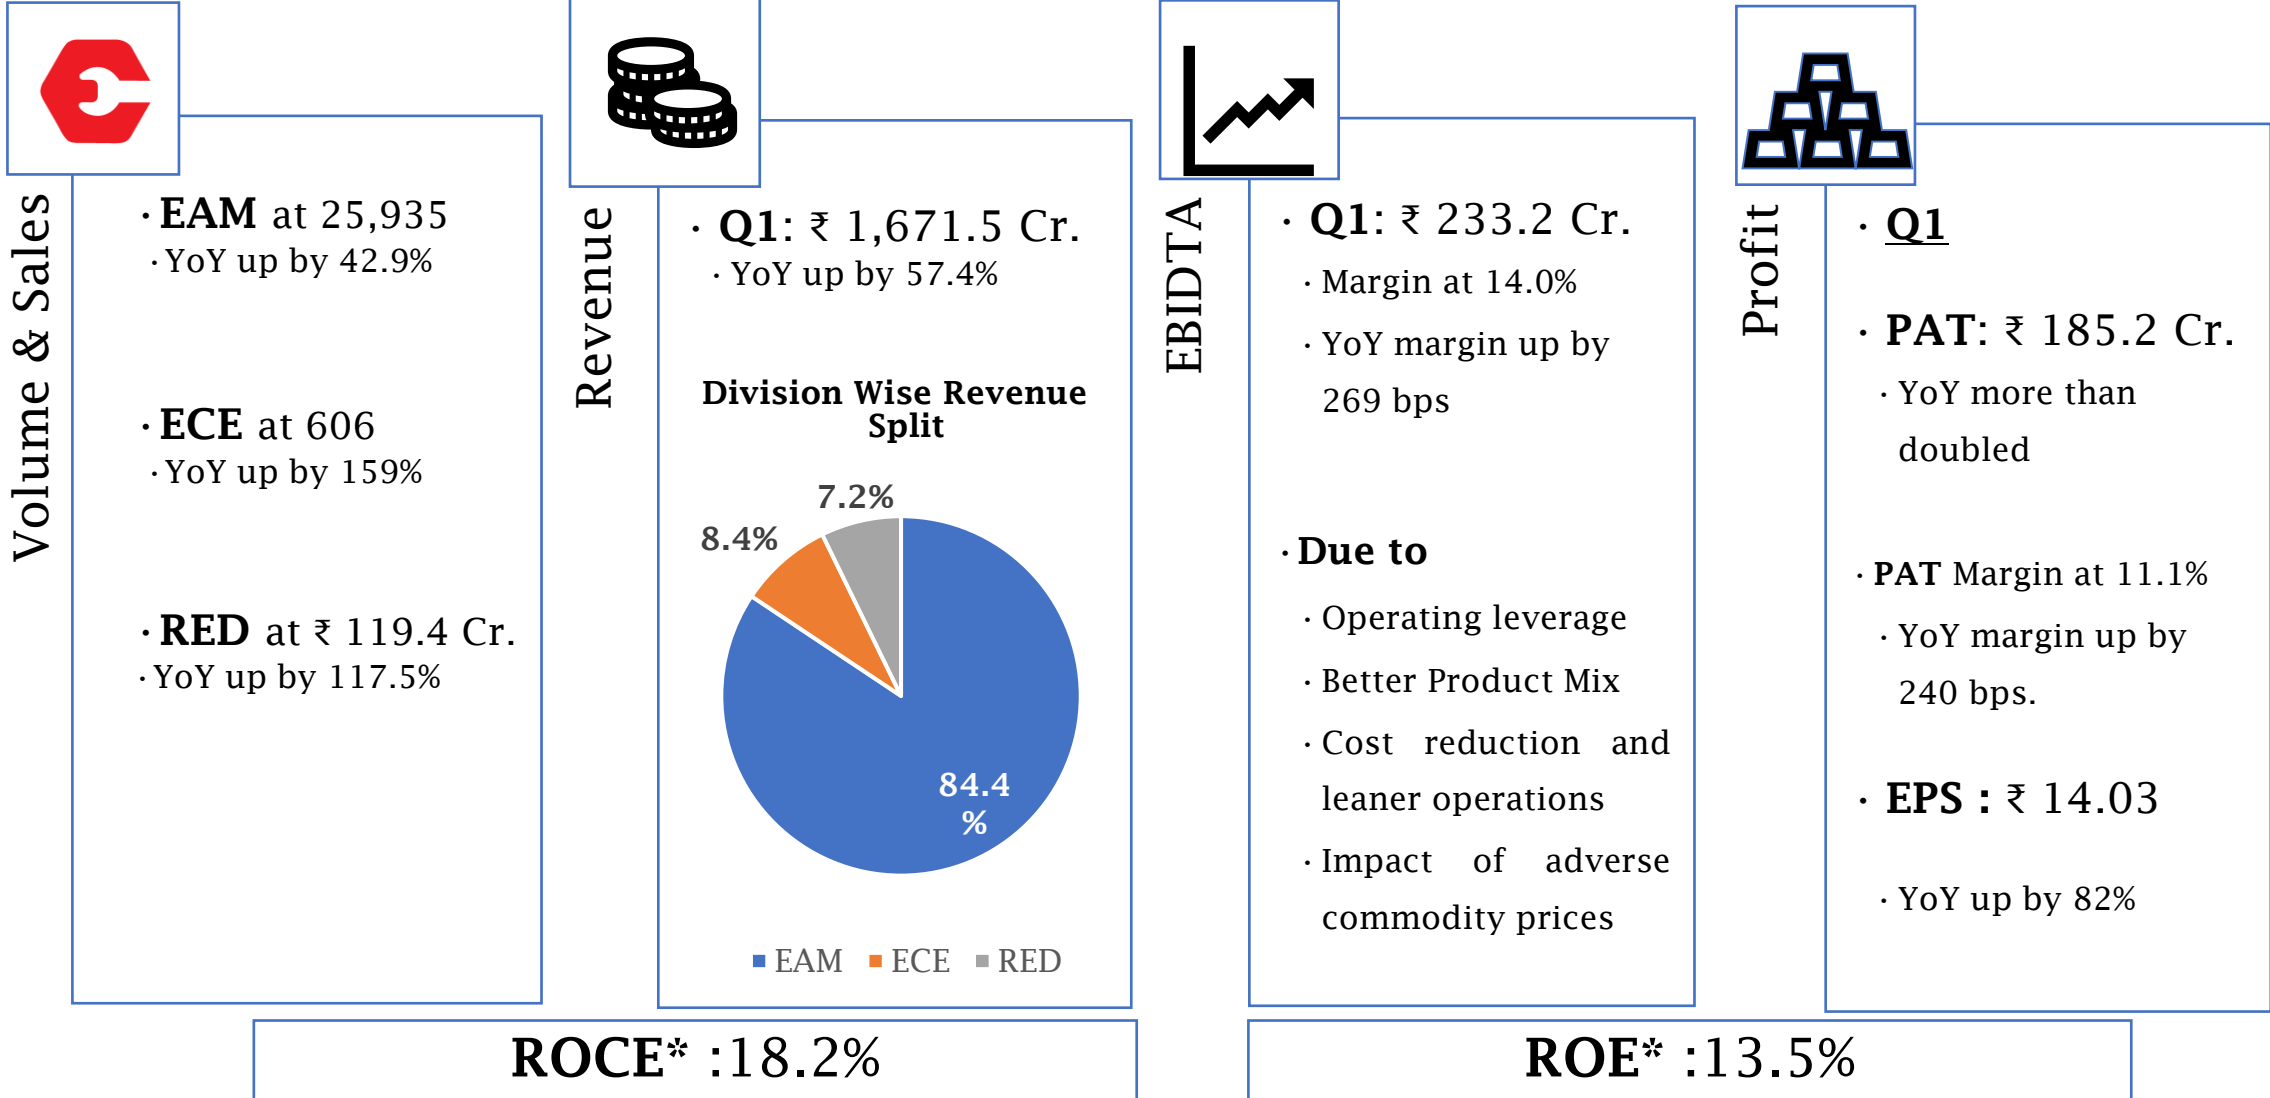 Volume & Sales
· EAM at 25,935
· YoY up by 42.9%
· ECE at 606
· YoY up by 159%
· RED at ₹ 119.4 Cr.
· YoY up by 117.5%
Revenue
· Q1: ₹ 1,671.5 Cr.
· YoY up by 57.4%
Division Wise Revenue
Split
7.2%
8.4%
84.4
%
EAM ECE RED
EBIDTA
· Q1: ₹ 233.2 Cr.
· Margin at 14.0%
· YoY margin up by
269 bps
· Due to
· Operating leverage
· Better Product Mix
· Cost reduction and
leaner operations
· Impact of adverse
commodity prices
Profit
· Q1
· PAT: ₹ 185.2 Cr.
· YoY more than
doubled
· PAT Margin at 11.1%
· YoY margin up by
240 bps.
· EPS : ₹ 14.03
· YoY up by 82%
ROCE* :18.2%
ROE* :13.5%